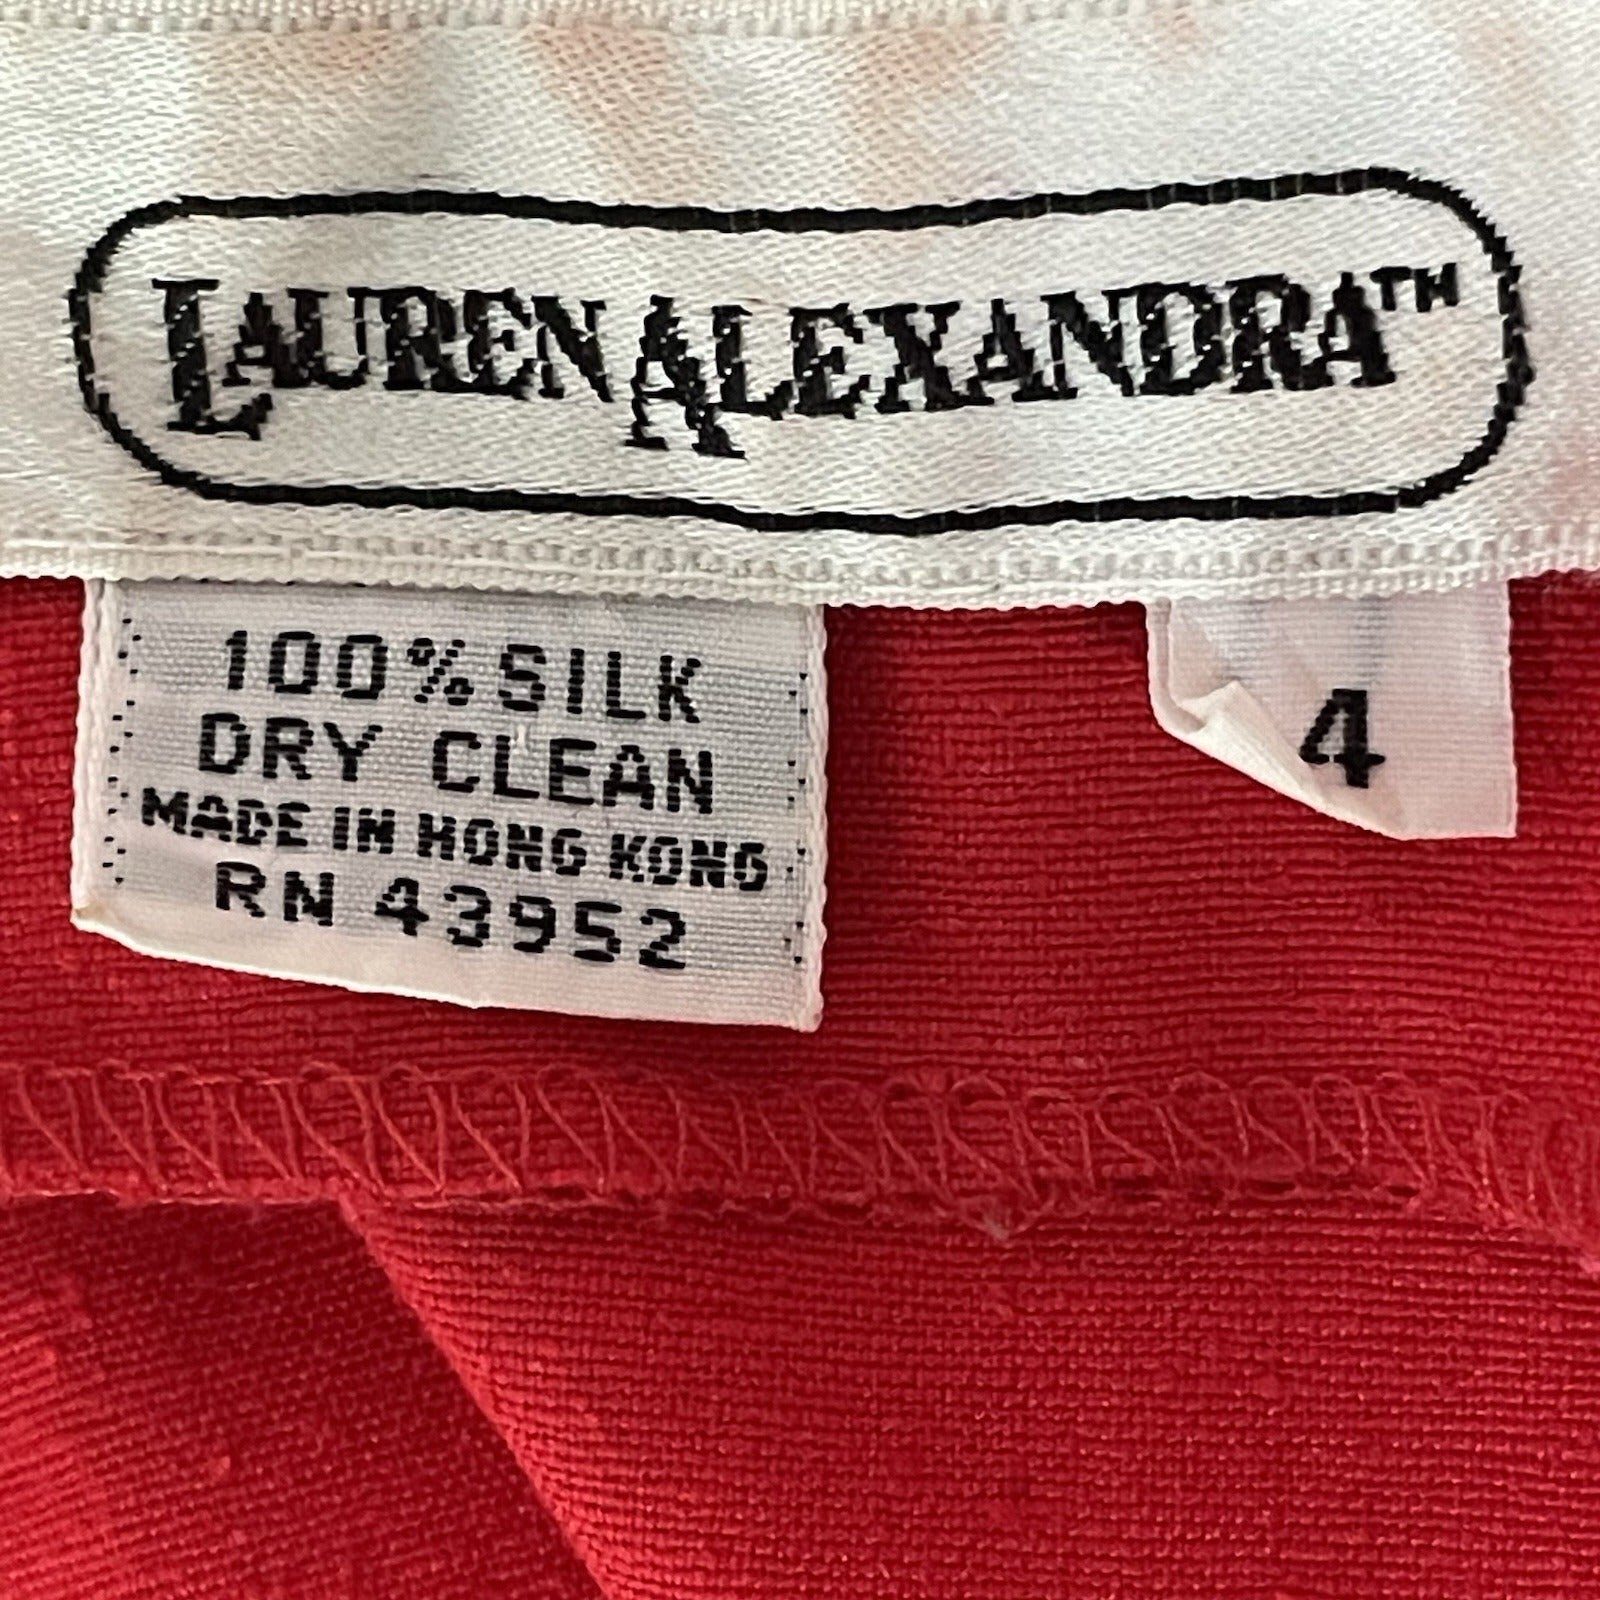 LAUREN ALEXANDRA™
100% SILK
DRY CLEAN
MADE IN HONG KONG
RN 43952
4